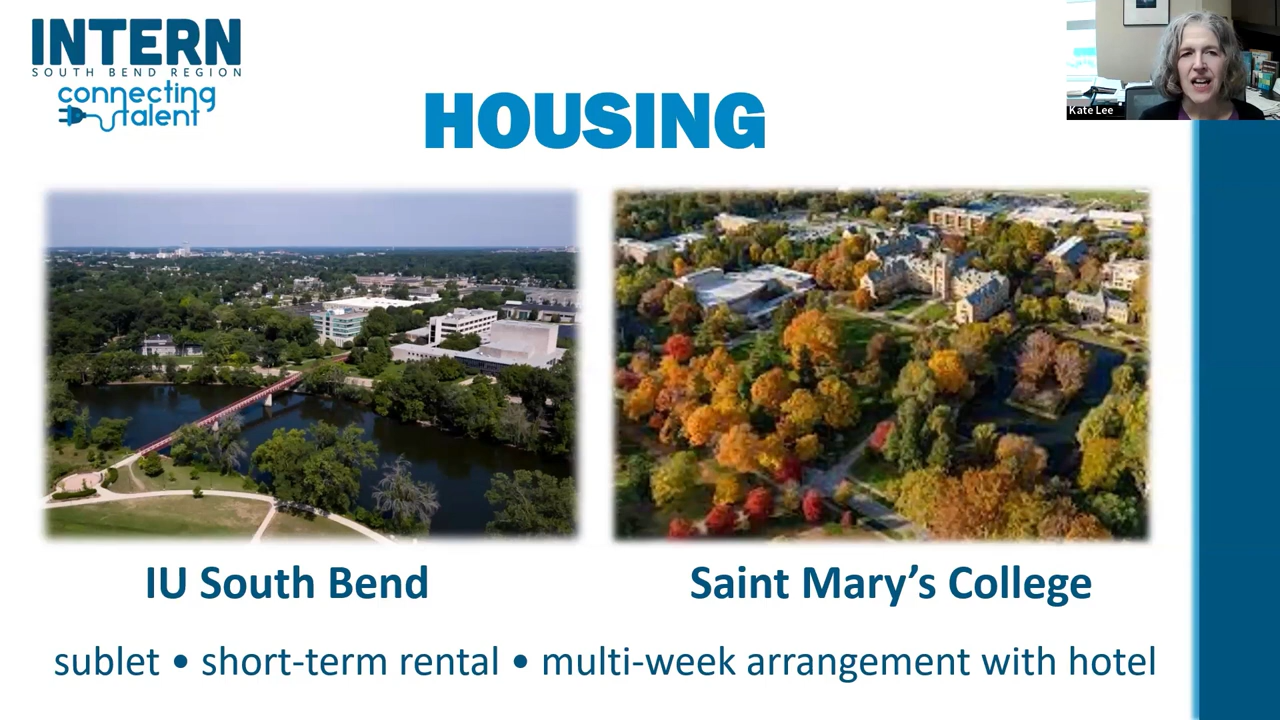 INTERN
SOUTH BEND REGION
connecting
talent
HOUSING
Kate Lee
IU South Bend
Saint Mary’s College
sublet • short-term rental • multi-week arrangement with hotel